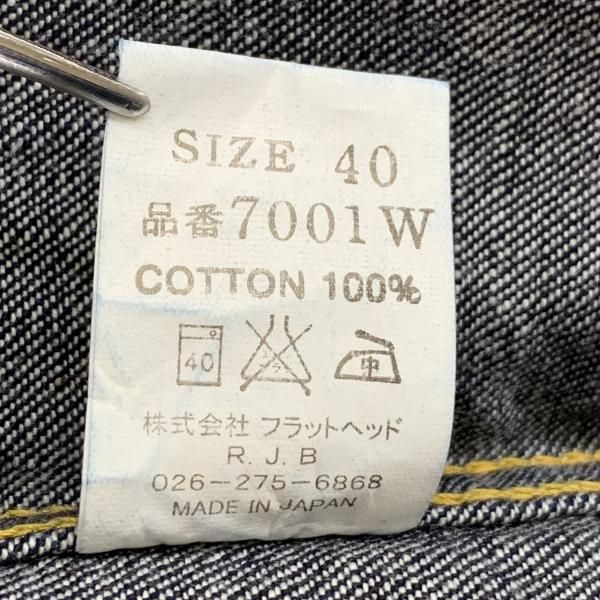 SIZE 40
品番7001W
COTTON 100%
40 中
株式会社 フラットヘッド
R.J.B
026-275-6868
MADE IN JAPAN